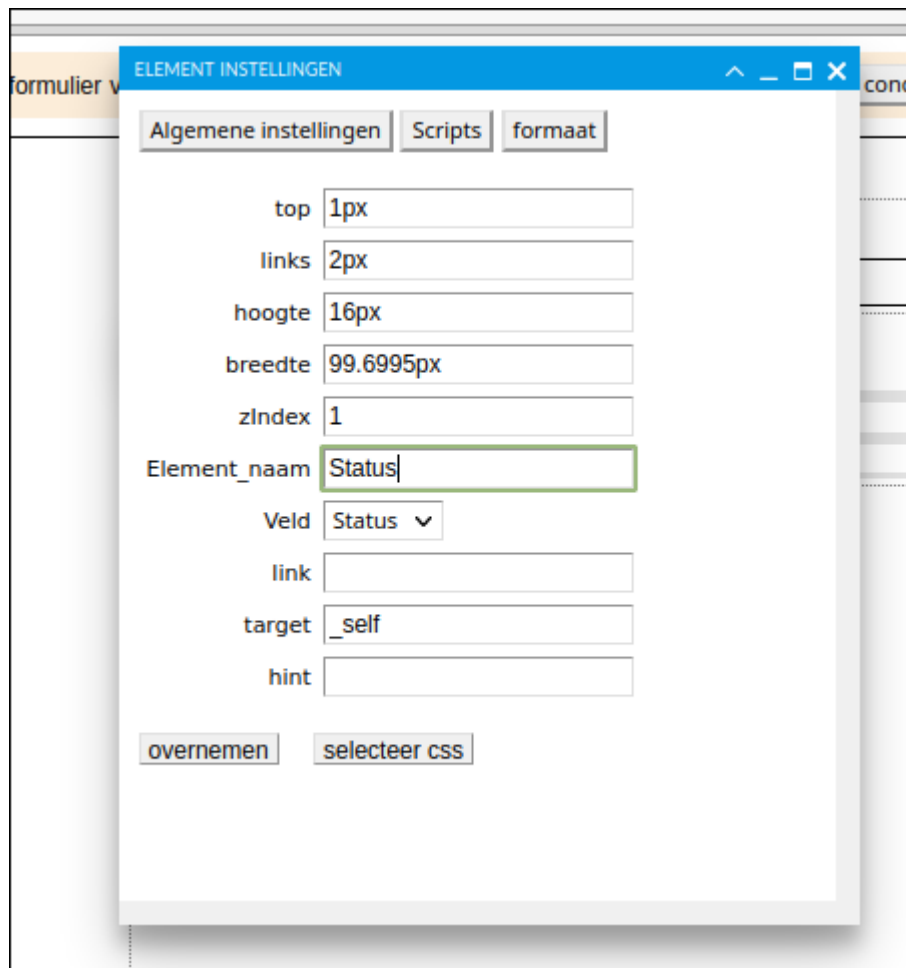 ELEMENT INSTELLINGEN
formulier
Algemene instellingen Scripts formaat
top 1px
links 2px
hoogte 16px
breedte 99.6995px
zIndex 1
Element_naam Status
Veld Status
link
target _self
hint
overnemen selecteer css